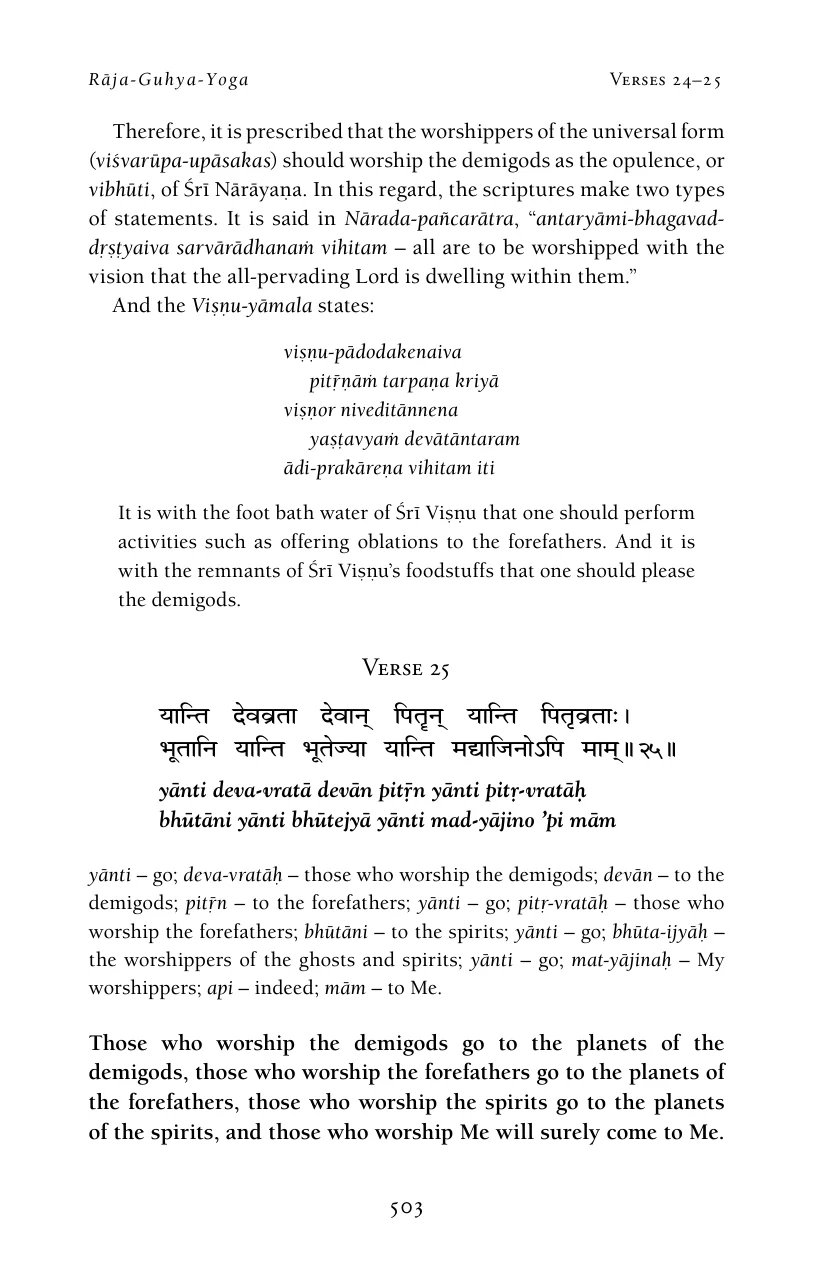 Rāja-Guhya-Yoga Verses 24–25
Therefore, it is prescribed that the worshippers of the universal form
(viśvarūpa-upāsakas) should worship the demigods as the opulence, or
vibhūti, of Śrī Nārāyaṇa. In this regard, the scriptures make two types
of statements. It is said in Nārada-pañcarātra, “antaryāmi-bhagavad-
dṛṣṭyaiva sarvārādhanaṁ vihitam – all are to be worshipped with the
vision that the all-pervading Lord is dwelling within them.”
And the Viṣṇu-yāmala states:
viṣṇu-pādodakenaiva
pitṝṇāṁ tarpaṇa kriyā
viṣṇor niveditānnena
yaṣṭavyaṁ devātāntaram
ādi-prakāreṇa vihitam iti
It is with the foot bath water of Śrī Viṣṇu that one should perform
activities such as offering oblations to the forefathers. And it is
with the remnants of Śrī Viṣṇu’s foodstuffs that one should please
the demigods.
Verse 25
यान्ति देवव्रता देवान् पितॄन् यान्ति पितृव्रताः ।
भूतानि यान्ति भूतेज्या यान्ति मद्याजिनोऽपि माम् ॥ २५ ॥
yānti deva-vratā devān pitṝn yānti pitṛ-vratāḥ
bhūtāni yānti bhūtejyā yānti mad-yājino ’pi mām
yānti – go; deva-vratāḥ – those who worship the demigods; devān – to the
demigods; pitṝn – to the forefathers; yānti – go; pitṛ-vratāḥ – those who
worship the forefathers; bhūtāni – to the spirits; yānti – go; bhūta-ijyāḥ –
the worshippers of the ghosts and spirits; yānti – go; mat-yājinaḥ – My
worshippers; api – indeed; mām – to Me.
Those who worship the demigods go to the planets of the
demigods, those who worship the forefathers go to the planets of
the forefathers, those who worship the spirits go to the planets
of the spirits, and those who worship Me will surely come to Me.
503